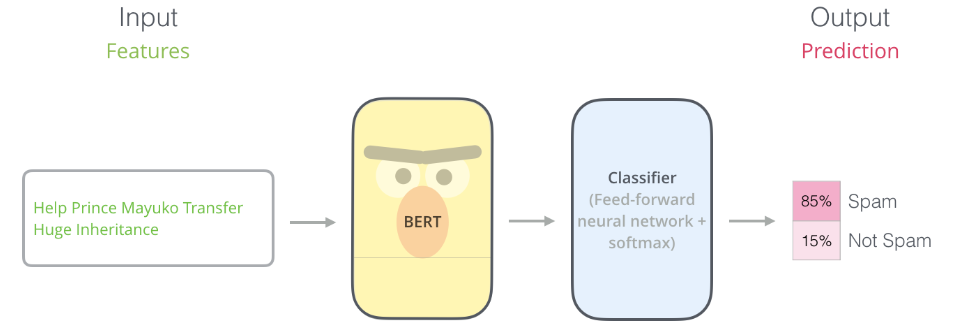 Input
Features
Output
Prediction
Help Prince Mayuko Transfer
Huge Inheritance
BERT
Classifier
(Feed-forward
neural network +
softmax)
85% Spam
15% Not Spam